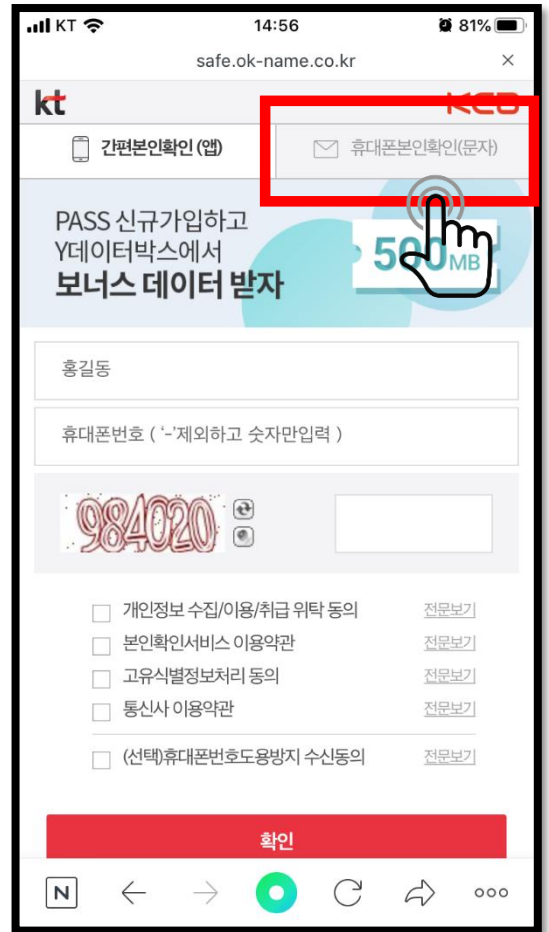 KT 14:56 81%
safe.ok-name.co.kr ×
kt KCB
간편본인확인 (앱) 휴대폰본인확인(문자)
PASS 신규가입하고
Y데이터박스에서
보너스 데이터 받자
500MB
홍길동
휴대폰번호 ( ‘-’제외하고 숫자만입력 )
984020
개인정보 수집/이용/취급 위탁 동의 전문보기
본인확인서비스 이용약관 전문보기
고유식별정보처리 동의 전문보기
통신사 이용약관 전문보기
(선택)휴대폰번호도용방지 수신동의 전문보기
확인
N